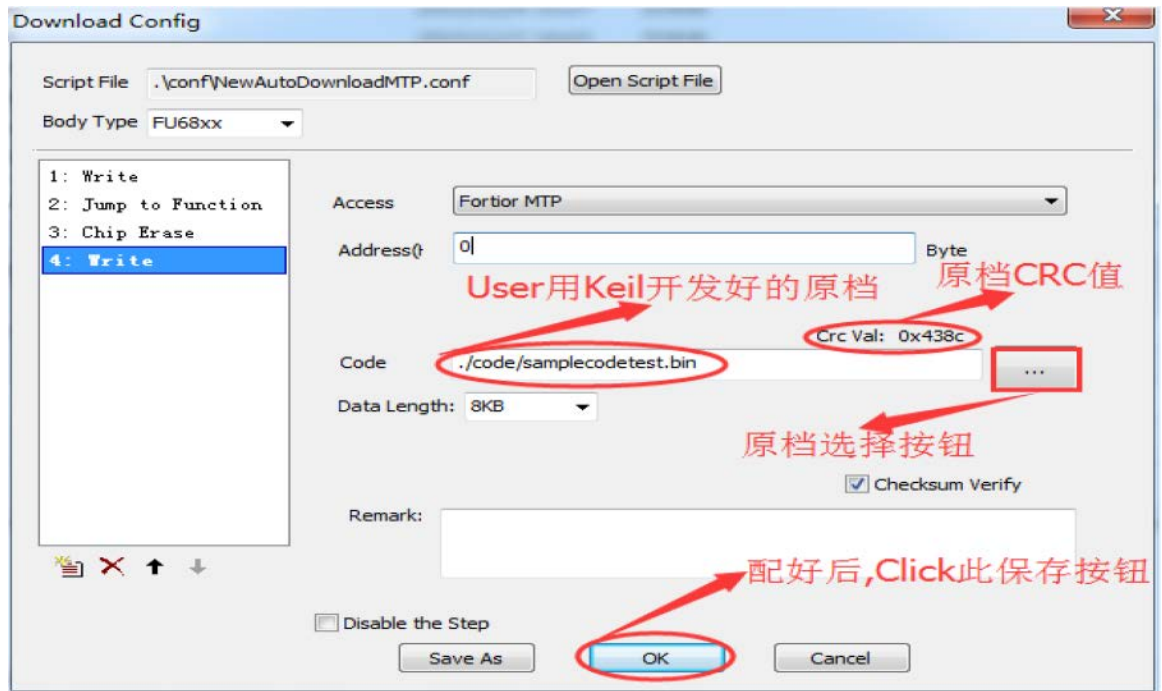 Download Config
Script File .\conf\NewAutoDownloadMTP.conf Open Script File
Body Type FU68xx
1: Write
2: Jump to Function
3: Chip Erase
4: Write
Access Fortior MTP
Address(H 0 Byte
User用Keil开发好的原档
原档CRC值
Crc Val: 0x438c
Code ./code/samplecodetest.bin ...
Data Length: 8KB
原档选择按钮
Checksum Verify
Remark:
配好后,Click此保存按钮
Disable the Step
Save As OK Cancel